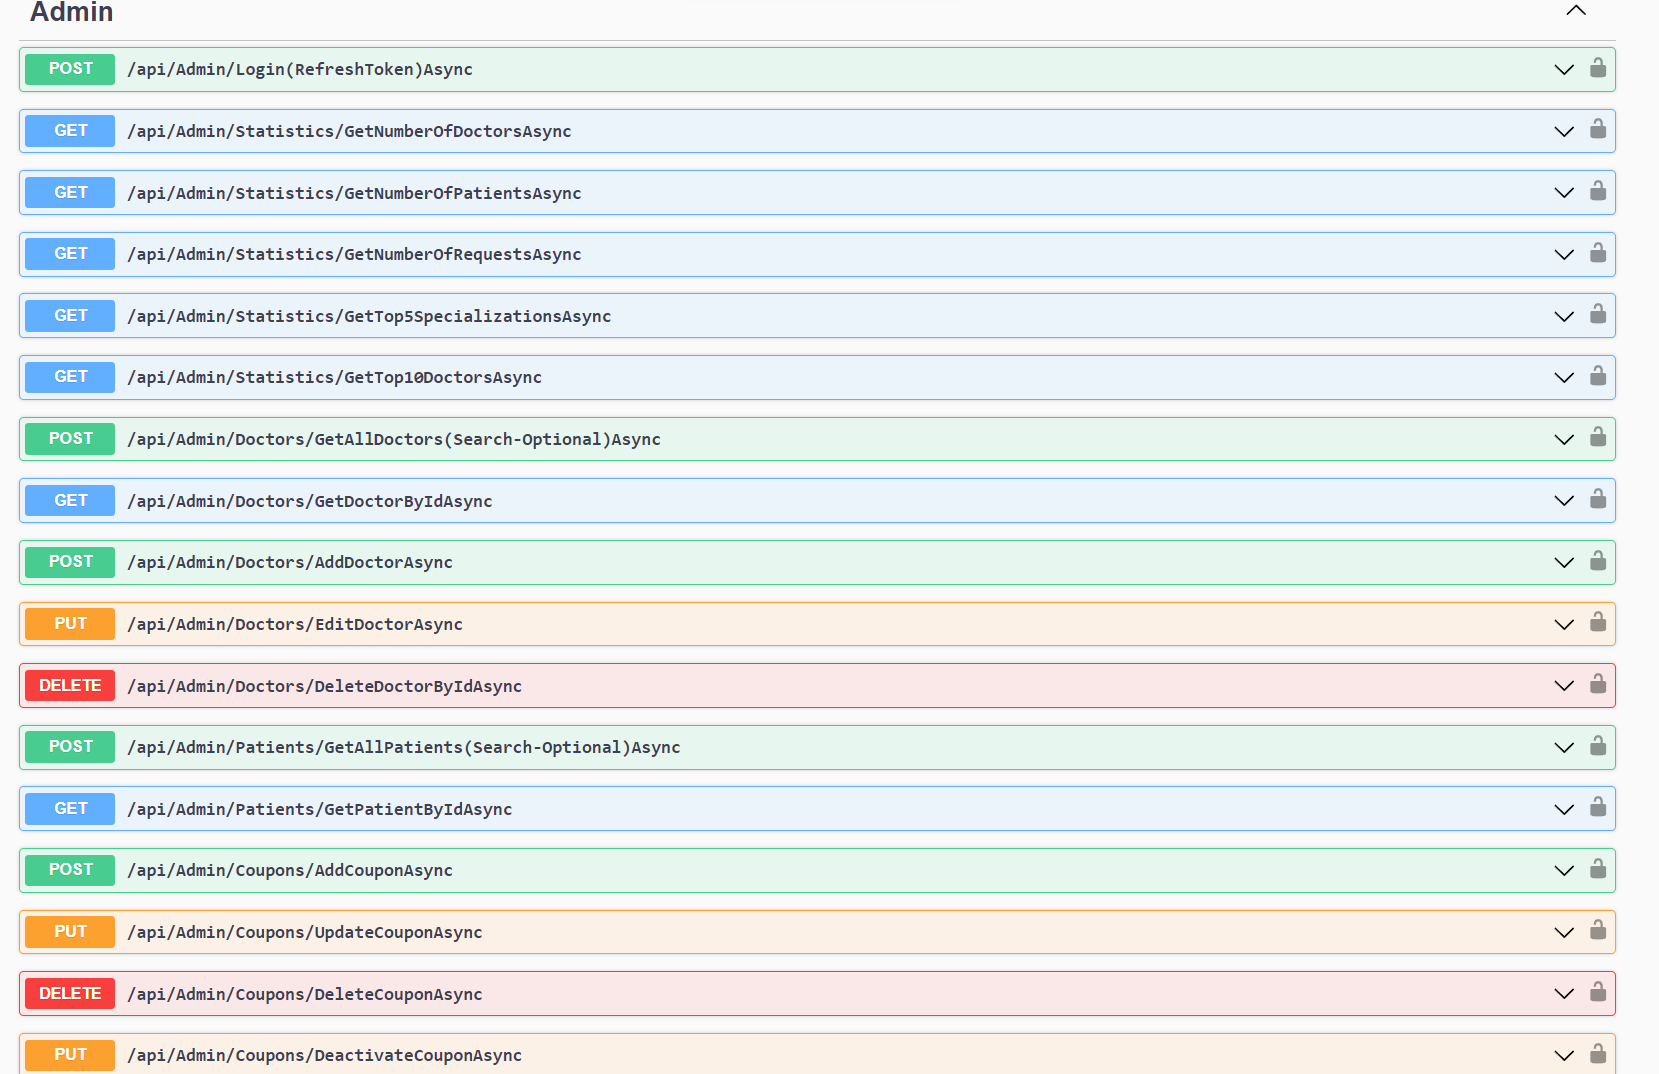 Admin
POST /api/Admin/Login(RefreshToken)Async
GET /api/Admin/Statistics/GetNumberOfDoctorsAsync
GET /api/Admin/Statistics/GetNumberOfPatientsAsync
GET /api/Admin/Statistics/GetNumberOfRequestsAsync
GET /api/Admin/Statistics/GetTop5SpecializationsAsync
GET /api/Admin/Statistics/GetTop10DoctorsAsync
POST /api/Admin/Doctors/GetAllDoctors(Search-Optional)Async
GET /api/Admin/Doctors/GetDoctorByIdAsync
POST /api/Admin/Doctors/AddDoctorAsync
PUT /api/Admin/Doctors/EditDoctorAsync
DELETE /api/Admin/Doctors/DeleteDoctorByIdAsync
POST /api/Admin/Patients/GetAllPatients(Search-Optional)Async
GET /api/Admin/Patients/GetPatientByIdAsync
POST /api/Admin/Coupons/AddCouponAsync
PUT /api/Admin/Coupons/UpdateCouponAsync
DELETE /api/Admin/Coupons/DeleteCouponAsync
PUT /api/Admin/Coupons/DeactivateCouponAsync